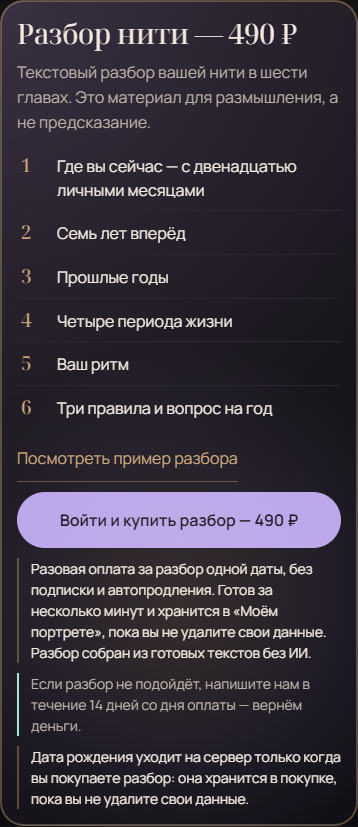 Разбор нити — 490 ₽
Текстовый разбор вашей нити в шести
главах. Это материал для размышления, а
не предсказание.
1 Где вы сейчас — с двенадцатью
личными месяцами
2 Семь лет вперёд
3 Прошлые годы
4 Четыре периода жизни
5 Ваш ритм
6 Три правила и вопрос на год
Посмотреть пример разбора
Войти и купить разбор — 490 ₽
Разовая оплата за разбор одной даты, без
подписки и автопродления. Готов за
несколько минут и хранится в «Моём
портрете», пока вы не удалите свои данные.
Разбор собран из готовых текстов без ИИ.
Если разбор не подойдёт, напишите нам в
течение 14 дней со дня оплаты — вернём
деньги.
Дата рождения уходит на сервер только когда
вы покупаете разбор: она хранится в покупке,
пока вы не удалите свои данные.